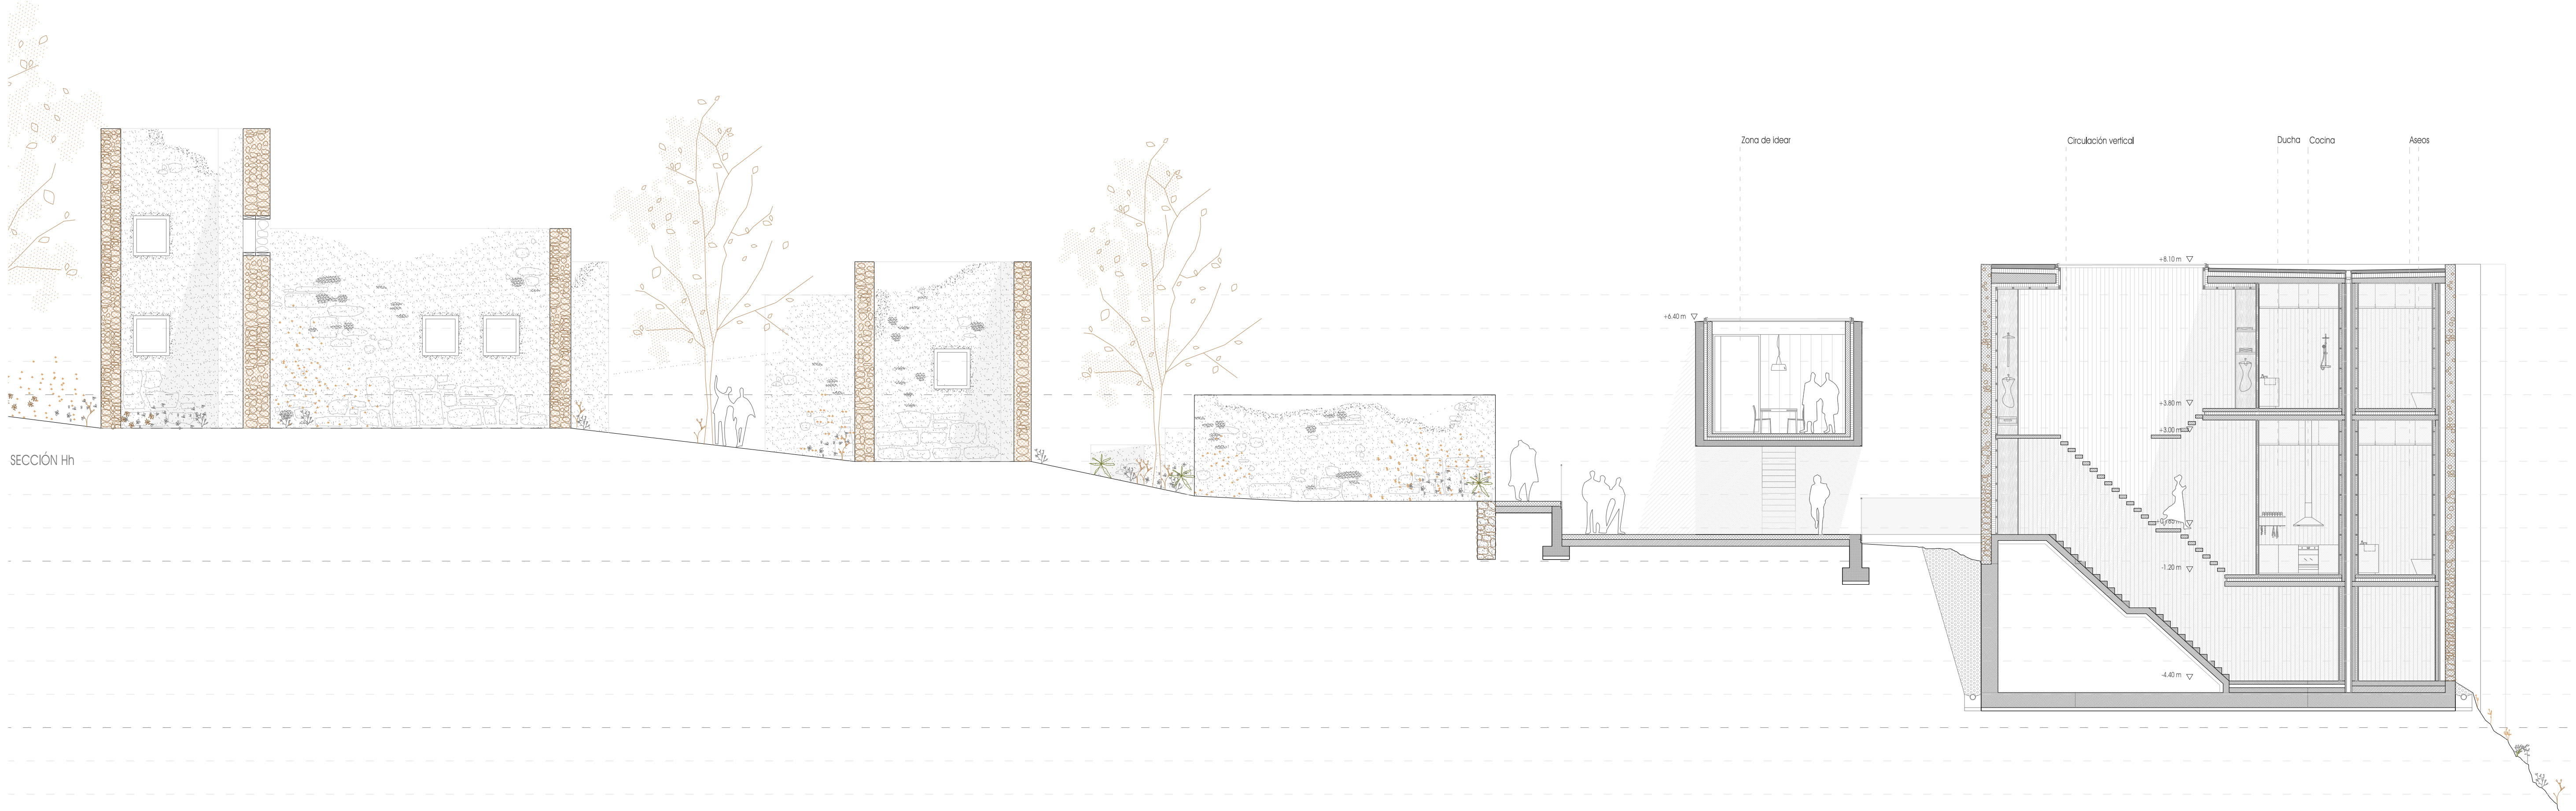 Zona de idear
Circulación vertical
Ducha
Cocina
Aseos
+8.10 m
+6.40 m
+3.80 m
+3.00 m
SECCIÓN Hh
-1.20 m
-4.40 m